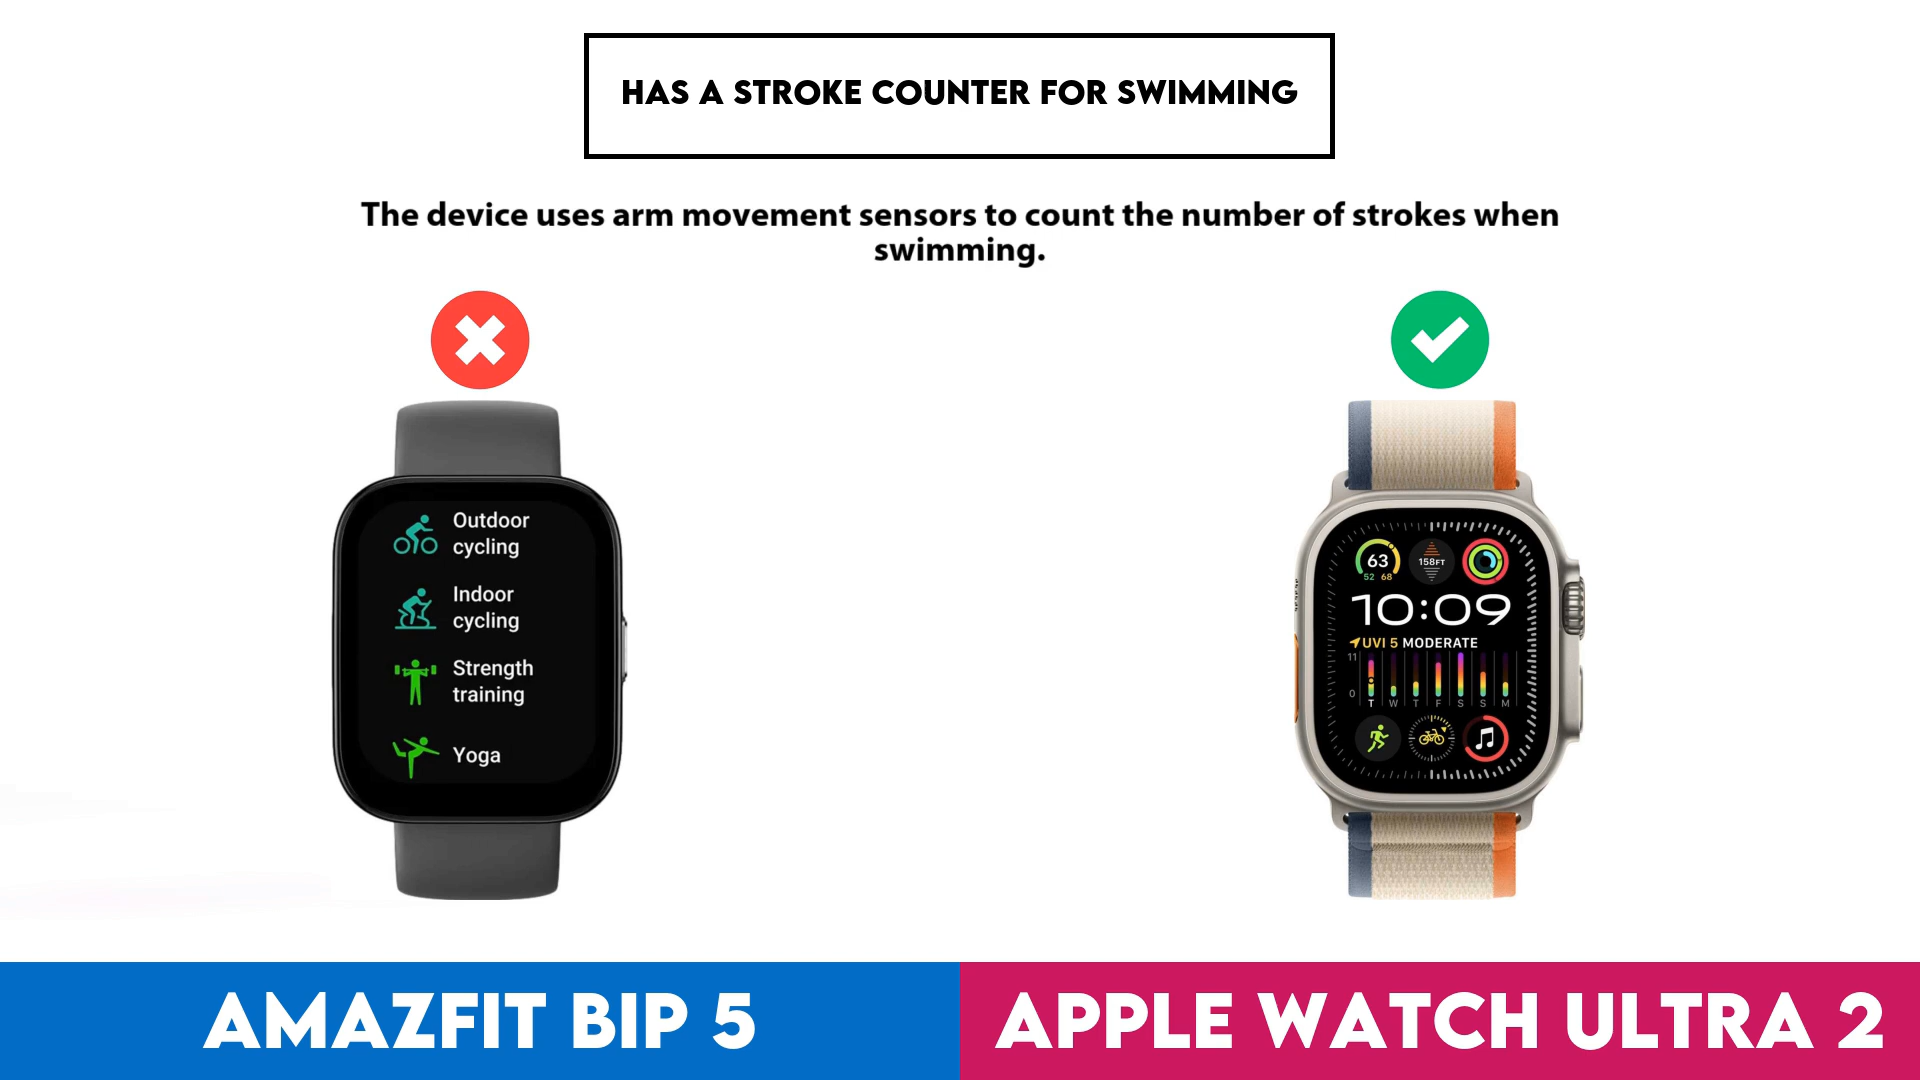 HAS A STROKE COUNTER FOR SWIMMING
The device uses arm movement sensors to count the number of strokes when
swimming.
Outdoor
cycling
Indoor
cycling
Strength
training
Yoga
63
52 68
158FT
10:09
UVI 5 MODERATE
11
0
T W T F S S M
AMAZFIT BIP 5
APPLE WATCH ULTRA 2